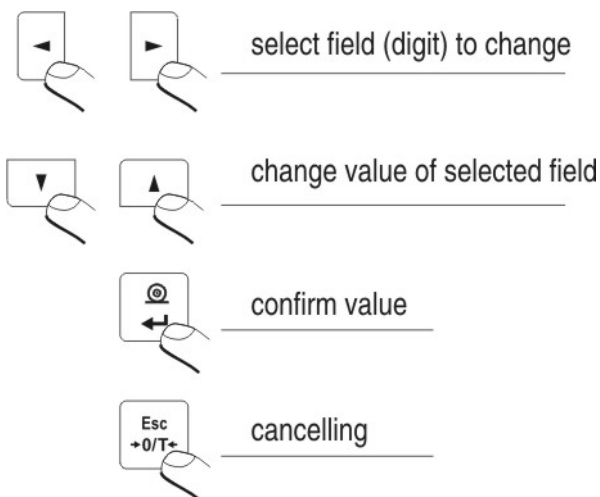 select field (digit) to change
change value of selected field
confirm value
Esc
→0/T←
cancelling